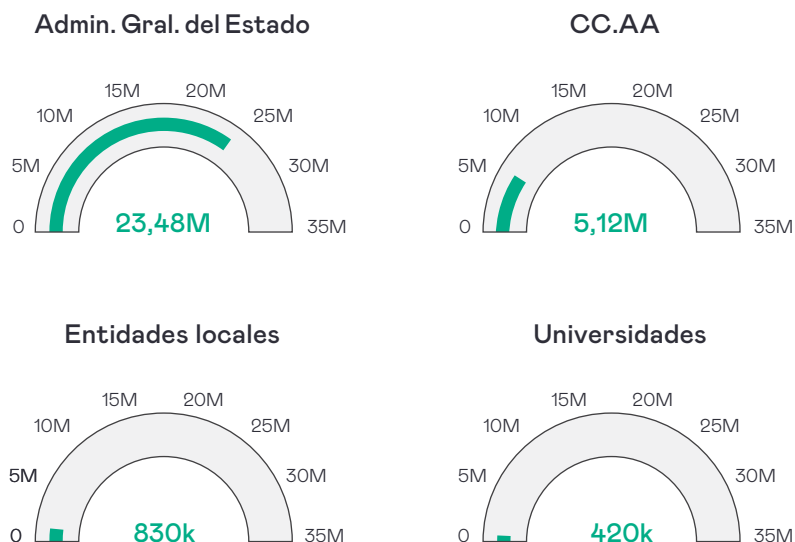 Admin. Gral. del Estado
15M 20M
10M 25M
5M 30M
0 23,48M 35M
CC.AA
15M 20M
10M 25M
5M 30M
0 5,12M 35M
Entidades locales
15M 20M
10M 25M
5M 30M
0 830k 35M
Universidades
15M 20M
10M 25M
5M 30M
0 420k 35M